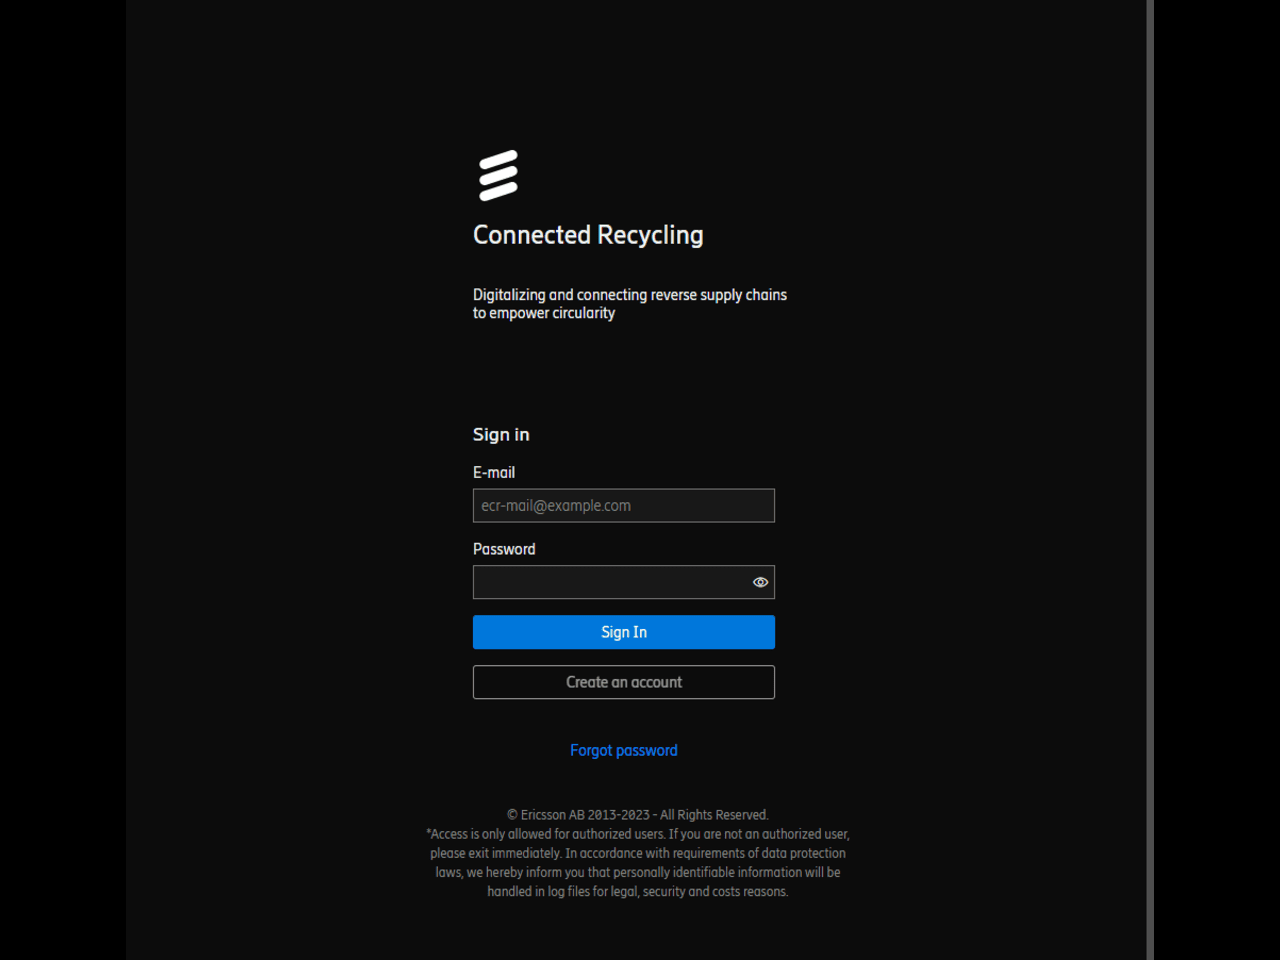 Connected Recycling
Digitalizing and connecting reverse supply chains
to empower circularity
Sign in
E-mail
ecr-mail@example.com
Password
Sign In
Create an account
Forgot password
© Ericsson AB 2013-2023 - All Rights Reserved.
*Access is only allowed for authorized users. If you are not an authorized user,
please exit immediately. In accordance with requirements of data protection
laws, we hereby inform you that personally identifiable information will be
handled in log files for legal, security and costs reasons.